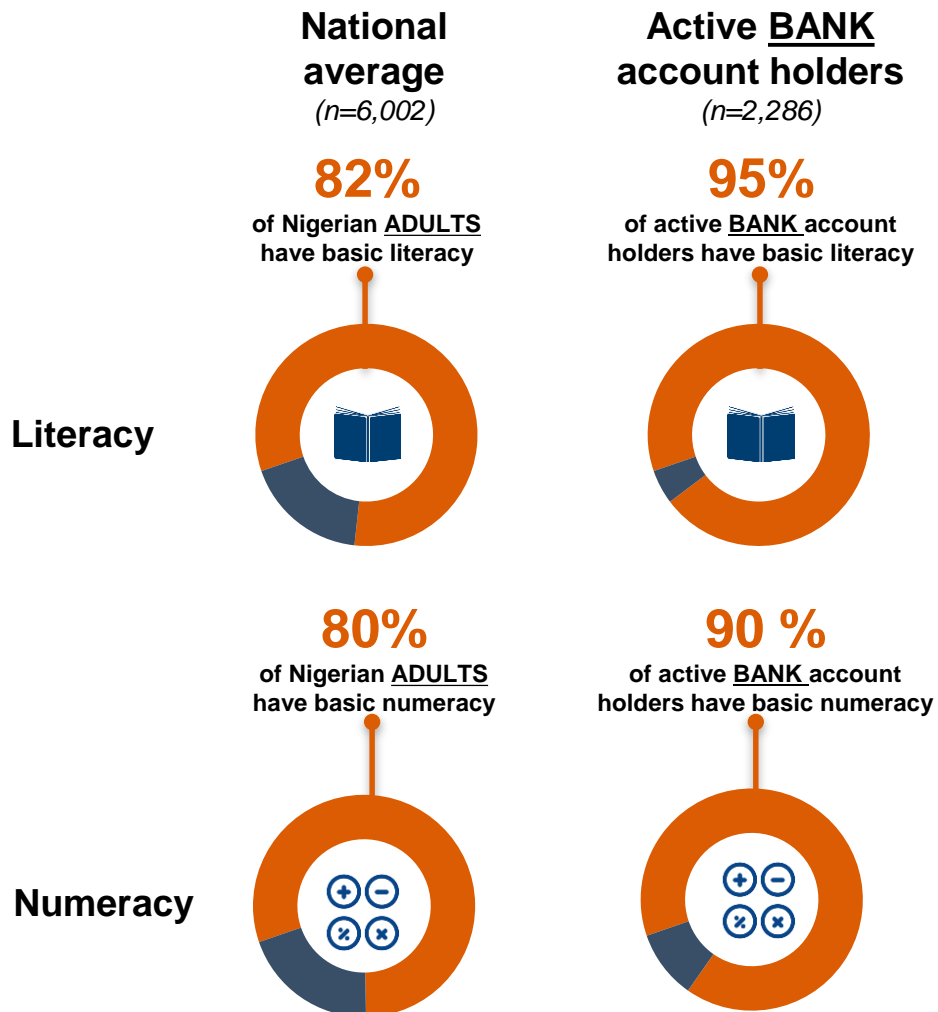 National
average
(n=6,002)
Active BANK
account holders
(n=2,286)
82%
of Nigerian ADULTS
have basic literacy
95%
of active BANK account
holders have basic literacy
Literacy
80%
of Nigerian ADULTS
have basic numeracy
90 %
of active BANK account
holders have basic numeracy
Numeracy